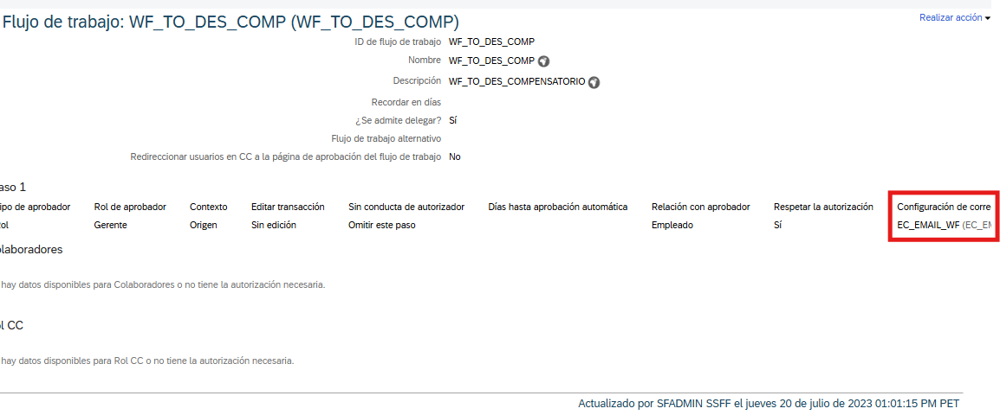 Flujo de trabajo: WF_TO_DES_COMP (WF_TO_DES_COMP)
Realizar acción
ID de flujo de trabajo WF_TO_DES_COMP
Nombre WF_TO_DES_COMP
Descripción WF_TO_DES_COMPENSATORIO
Recordar en días
¿Se admite delegar? Sí
Flujo de trabajo alternativo
Redireccionar usuarios en CC a la página de aprobación del flujo de trabajo No
aso 1
ipo de aprobador Rol de aprobador Contexto Editar transacción Sin conducta de autorizador Días hasta aprobación automática Relación con aprobador Respetar la autorización Configuración de corre
ol Gerente Origen Sin edición Omitir este paso Empleado Sí EC_EMAIL_WF (EC_EM
olaboradores
hay datos disponibles para Colaboradores o no tiene la autorización necesaria.
ol CC
hay datos disponibles para Rol CC o no tiene la autorización necesaria.
Actualizado por SFADMIN SSFF el jueves 20 de julio de 2023 01:01:15 PM PET